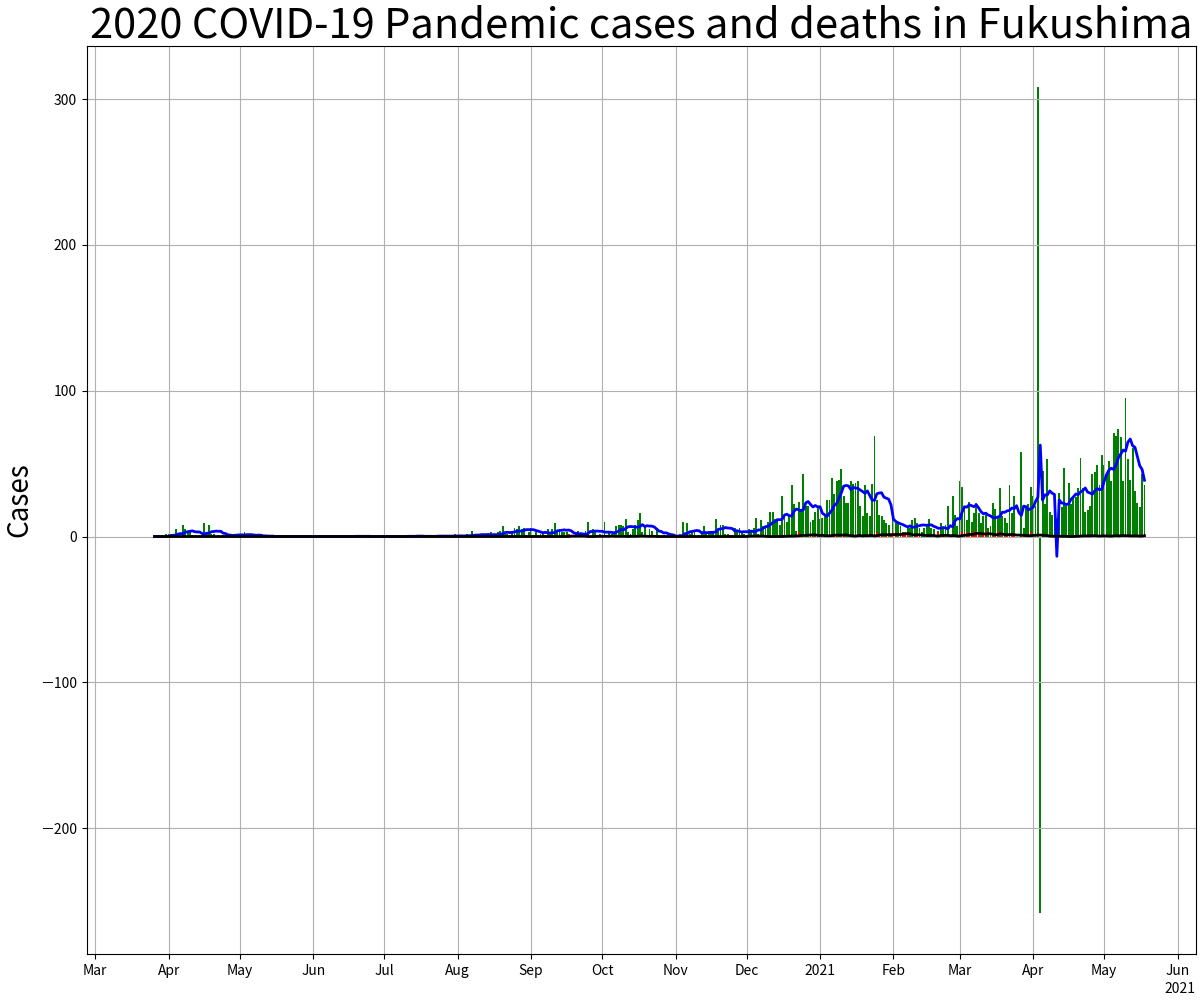 2020 COVID-19 Pandemic cases and deaths in Fukushima
Cases
300
200
100
0
−100
−200
Mar Apr May Jun Jul Aug Sep Oct Nov Dec 2021 Feb Mar Apr May Jun
2021